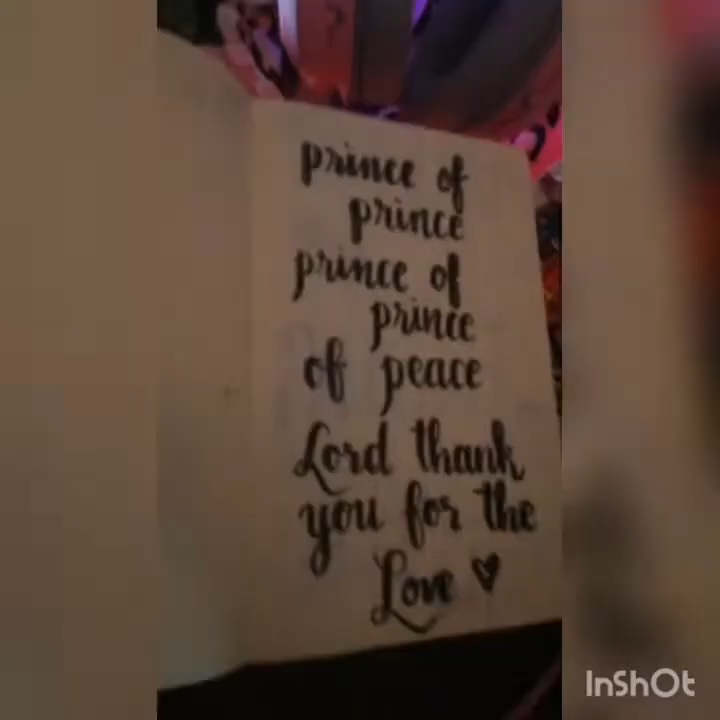 prince of
prince
prince of
prince
of peace
Lord thank
you for the
Love ♥
InShOt